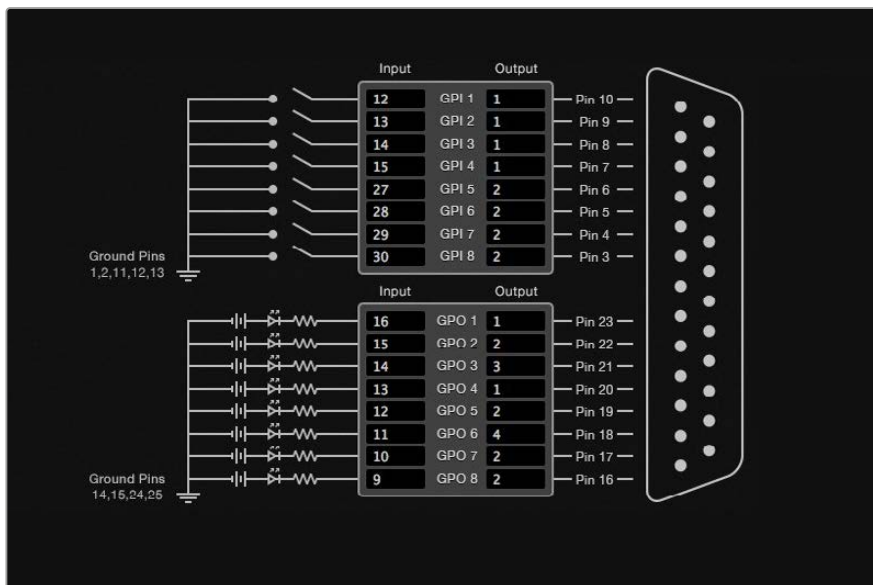 Input Output
12 GPI 1 1 Pin 10
13 GPI 2 1 Pin 9
14 GPI 3 1 Pin 8
15 GPI 4 1 Pin 7
27 GPI 5 2 Pin 6
28 GPI 6 2 Pin 5
29 GPI 7 2 Pin 4
30 GPI 8 2 Pin 3
Ground Pins
1,2,11,12,13
Input Output
16 GPO 1 1 Pin 23
15 GPO 2 2 Pin 22
14 GPO 3 3 Pin 21
13 GPO 4 1 Pin 20
12 GPO 5 2 Pin 19
11 GPO 6 4 Pin 18
10 GPO 7 2 Pin 17
9 GPO 8 2 Pin 16
Ground Pins
14,15,24,25